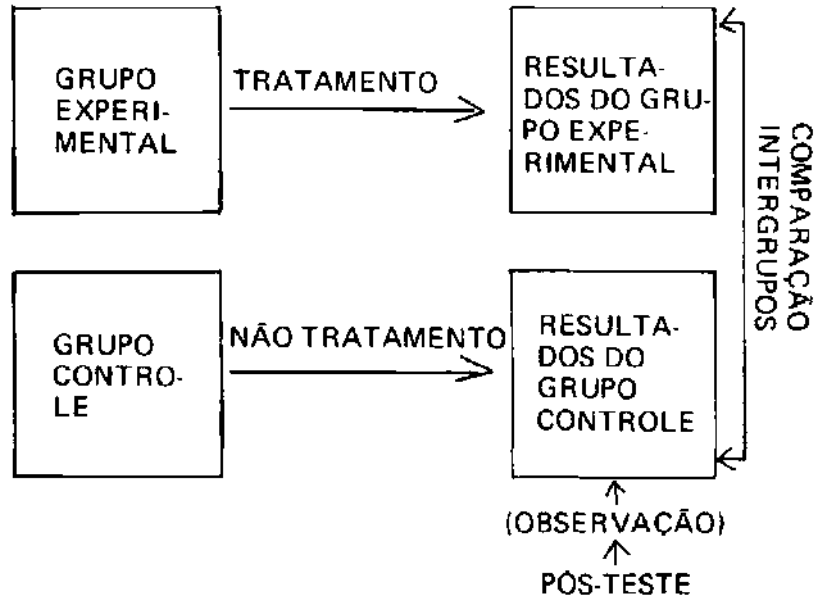 GRUPO
EXPERI-
MENTAL
TRATAMENTO
RESULTA-
DOS DO GRU-
PO EXPE-
RIMENTAL
COMPARAÇÃO
INTERGRUPOS
GRUPO
CONTRO-
LE
NÃO TRATAMENTO
RESULTA-
DOS DO
GRUPO
CONTROLE
(OBSERVAÇÃO)
PÓS-TESTE